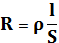 R = ρ l/S